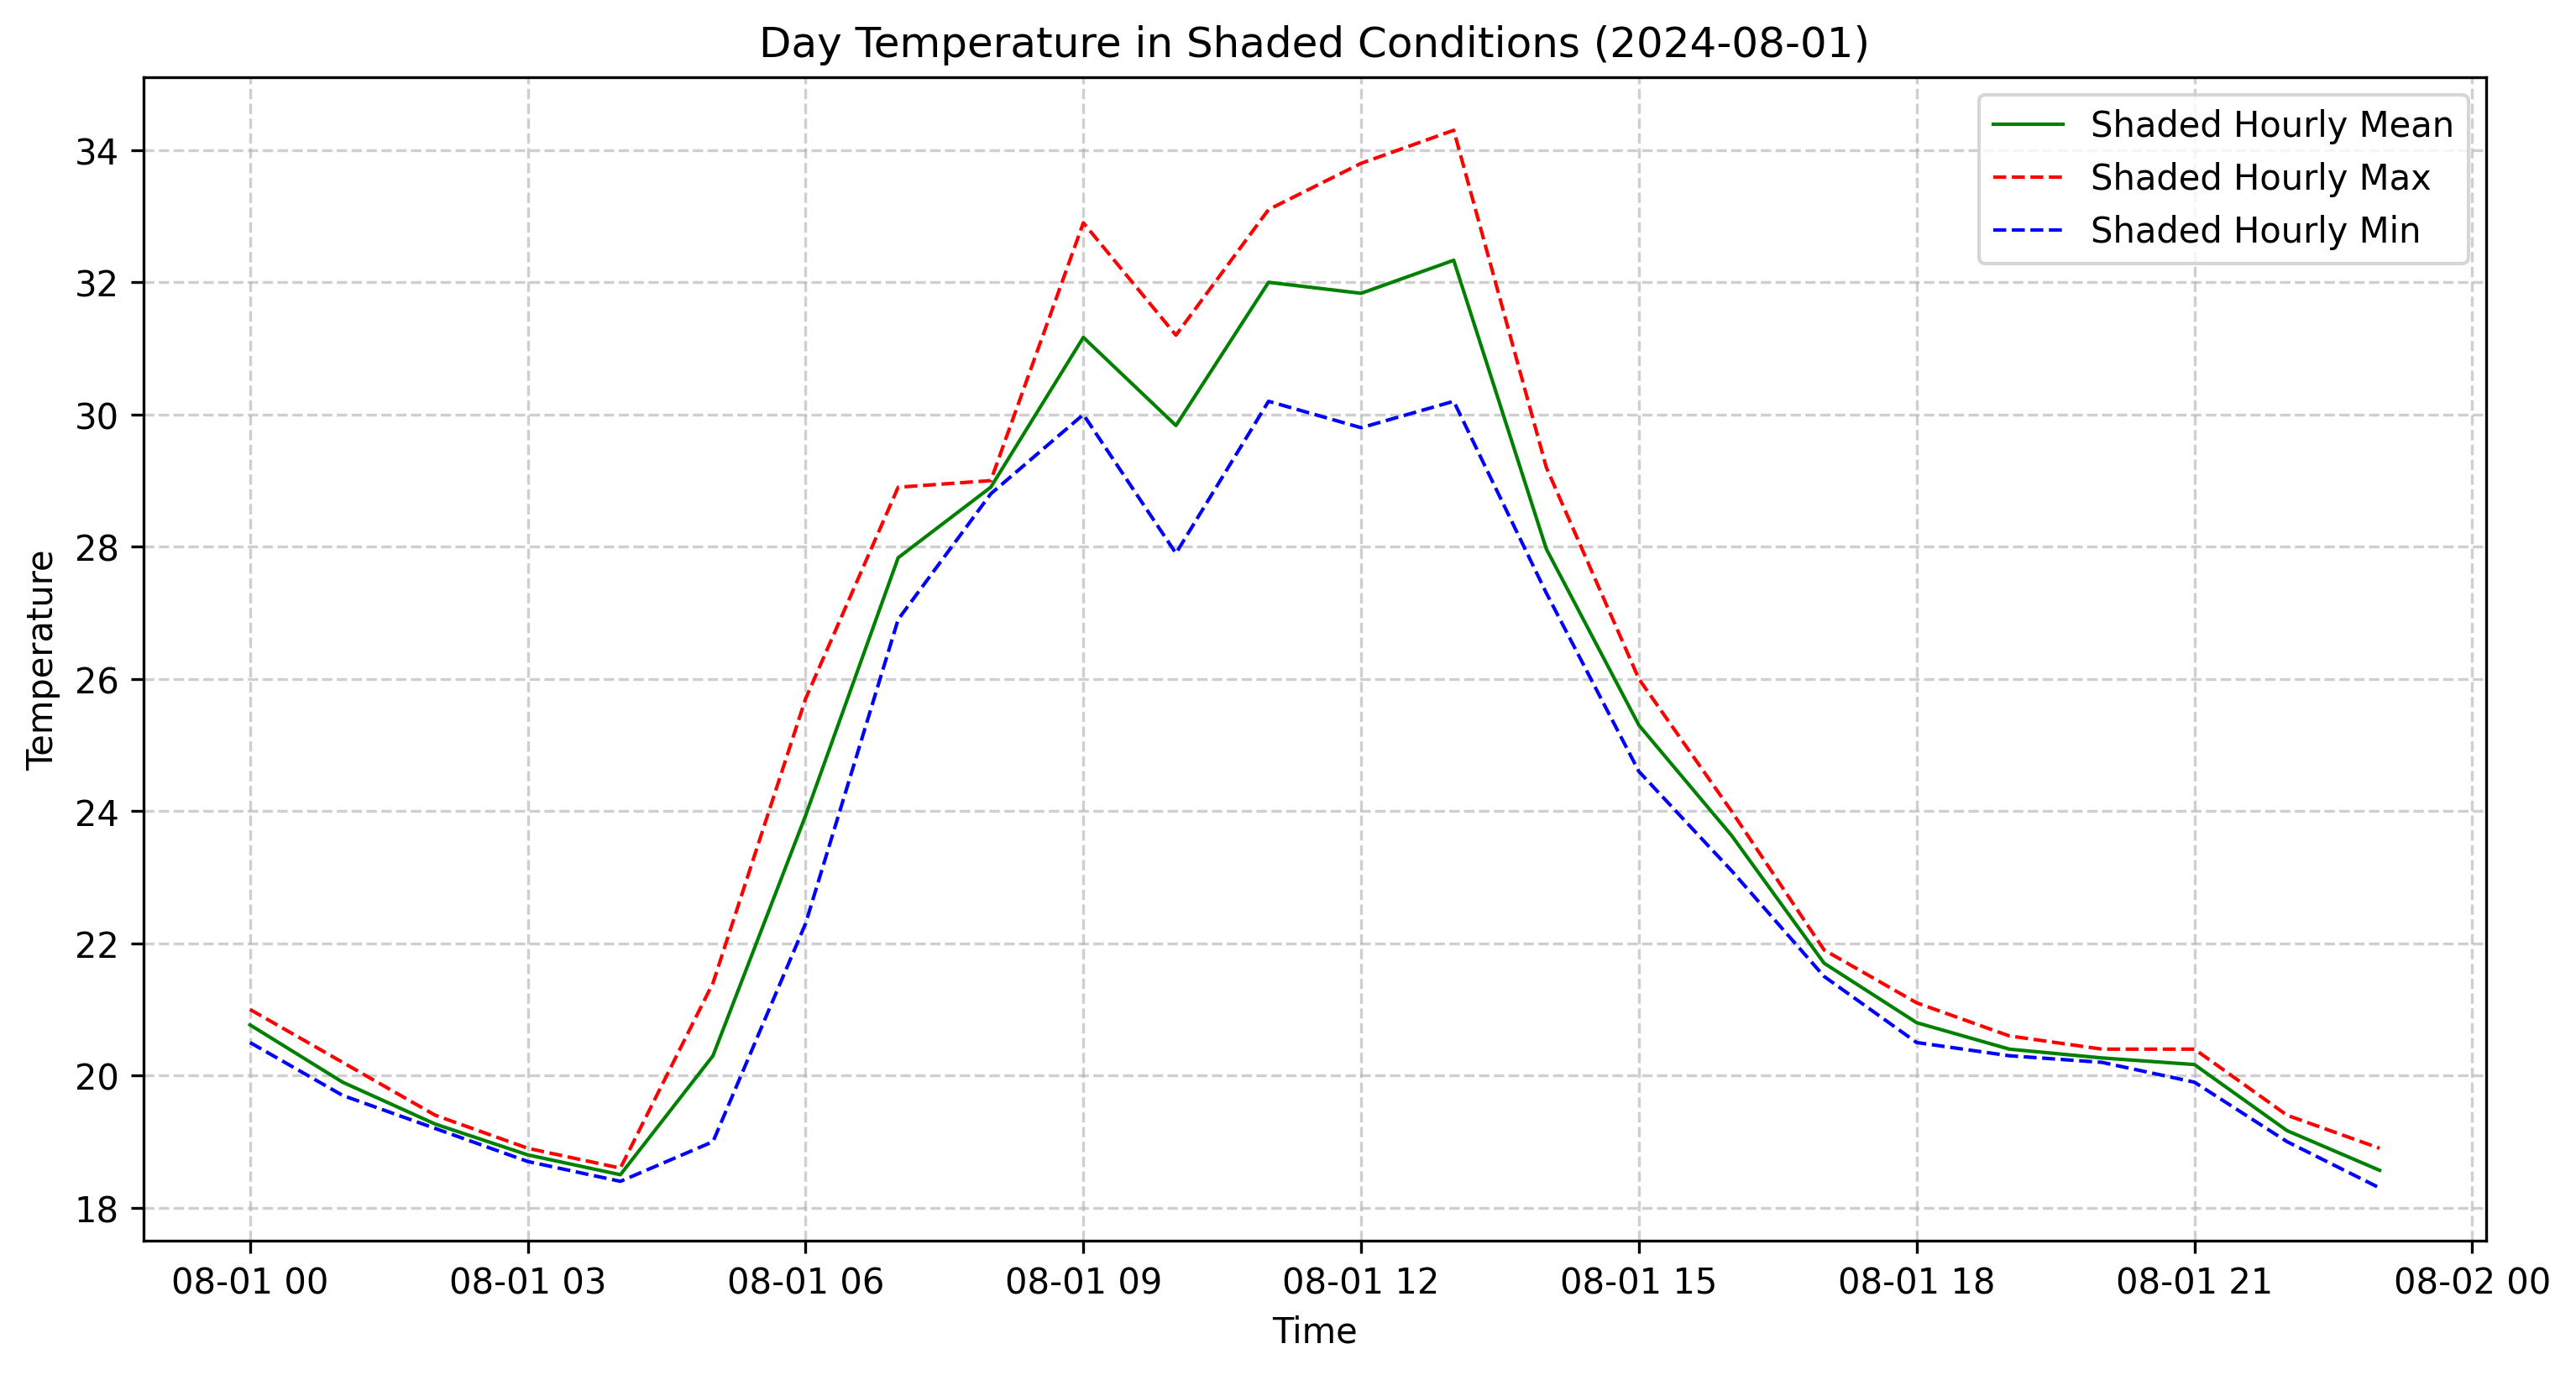 Day Temperature in Shaded Conditions (2024-08-01)
Shaded Hourly Mean
Shaded Hourly Max
Shaded Hourly Min
Temperature
34
32
30
28
26
24
22
20
18
08-01 00 08-01 03 08-01 06 08-01 09 08-01 12 08-01 15 08-01 18 08-01 21 08-02 00
Time